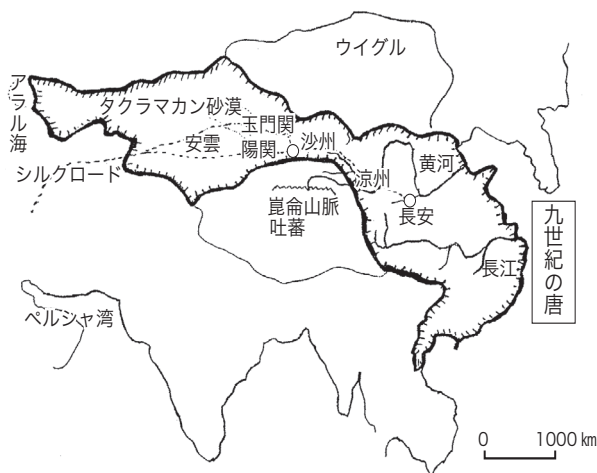 ウイグル
アラル海
タクラマカン砂漠
玉門関
安雲
陽関
沙州
シルクロード
涼州
黄河
崑侖山脈
吐蕃
長安
長江
九世紀の唐
ペルシャ湾
0 1000㎞